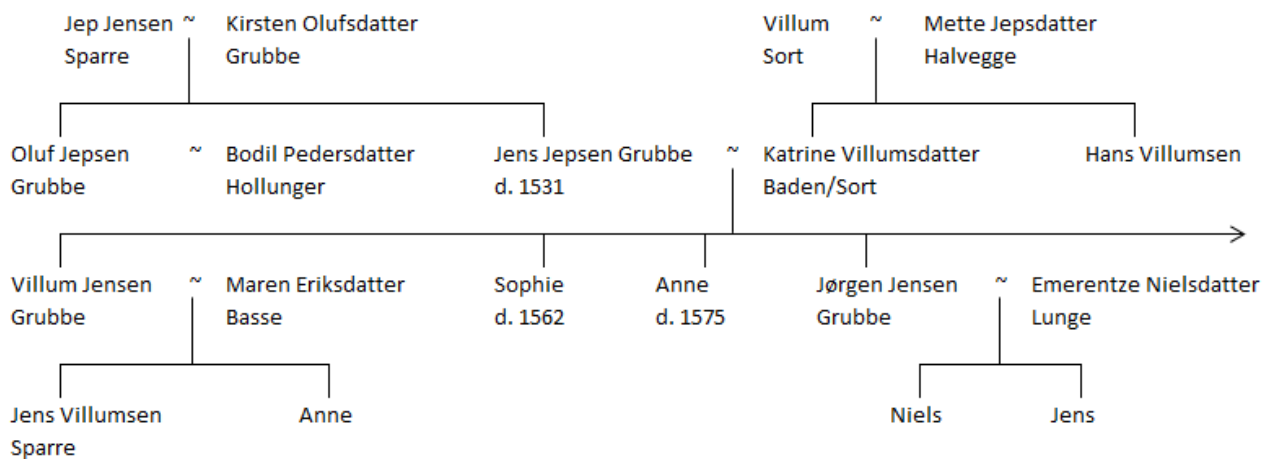 Jep Jensen ~ Kirsten Olufsdatter Villum ~ Mette Jepsdatter
Sparre Grubbe Sort Halvegge
Oluf Jepsen ~ Bodil Pedersdatter Jens Jepsen Grubbe ~ Katrine Villumsdatter Hans Villumsen
Grubbe Hollunger d. 1531 Baden/Sort
Villum Jensen ~ Maren Eriksdatter Sophie Anne Jørgen Jensen ~ Emerentze Nielsdatter
Grubbe Basse d. 1562 d. 1575 Grubbe Lunge
Jens Villumsen Anne Niels Jens
Sparre